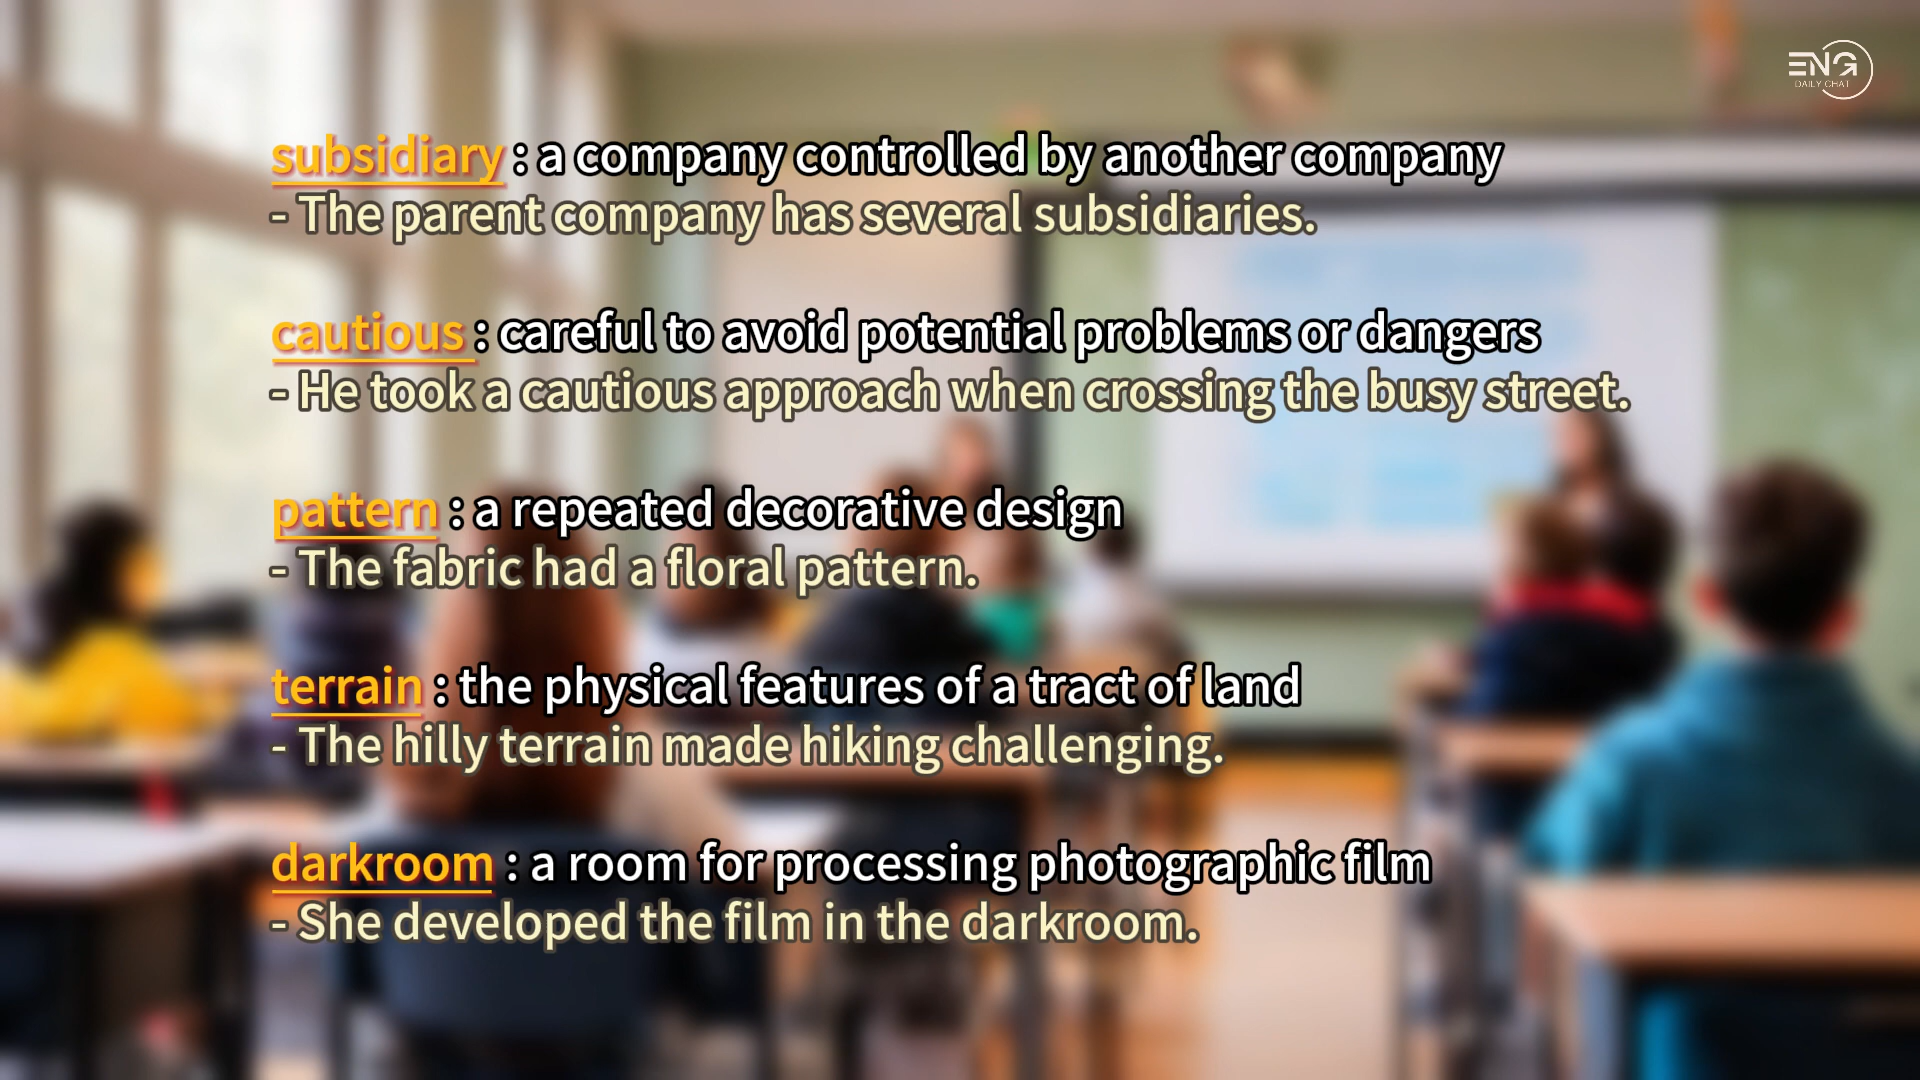 ENG
DAILY CHAT
subsidiary : a company controlled by another company
- The parent company has several subsidiaries.
cautious : careful to avoid potential problems or dangers
- He took a cautious approach when crossing the busy street.
pattern : a repeated decorative design
- The fabric had a floral pattern.
terrain : the physical features of a tract of land
- The hilly terrain made hiking challenging.
darkroom : a room for processing photographic film
- She developed the film in the darkroom.